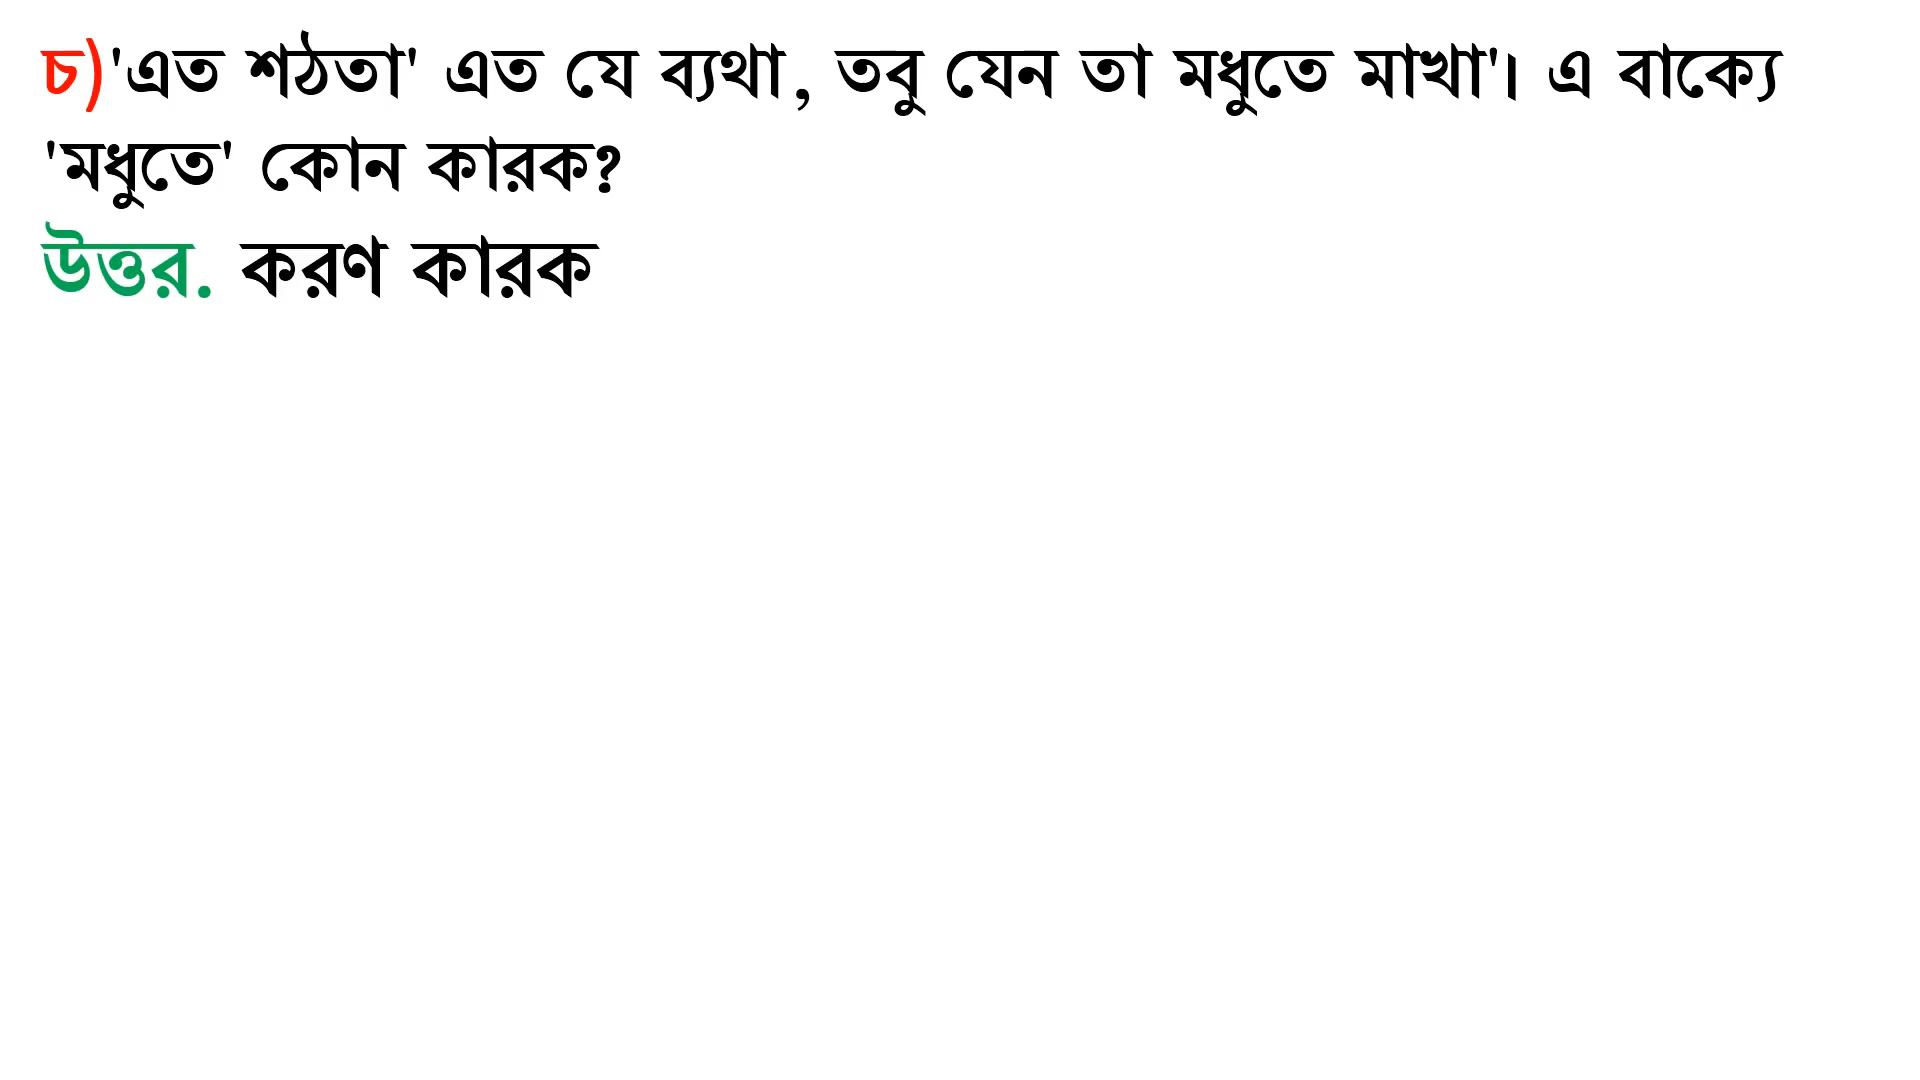 চ)'এত শঠতা' এত যে ব্যথা, তবু যেন তা মধুতে মাখা'। এ বাক্যে
'মধুতে' কোন কারক?
উত্তর. করণ কারক